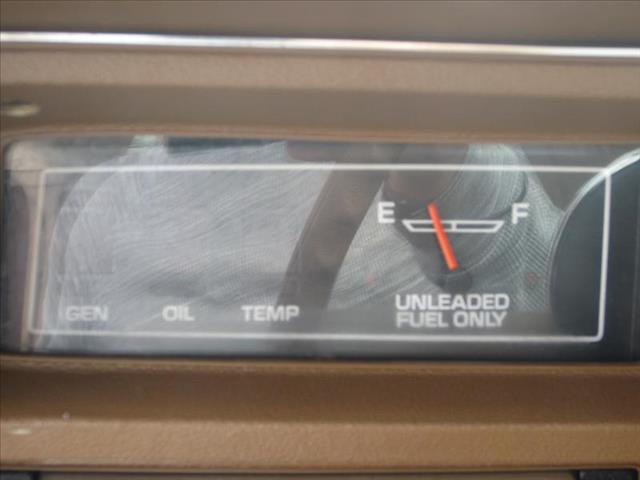 E F
GEN OIL TEMP UNLEADED
FUEL ONLY